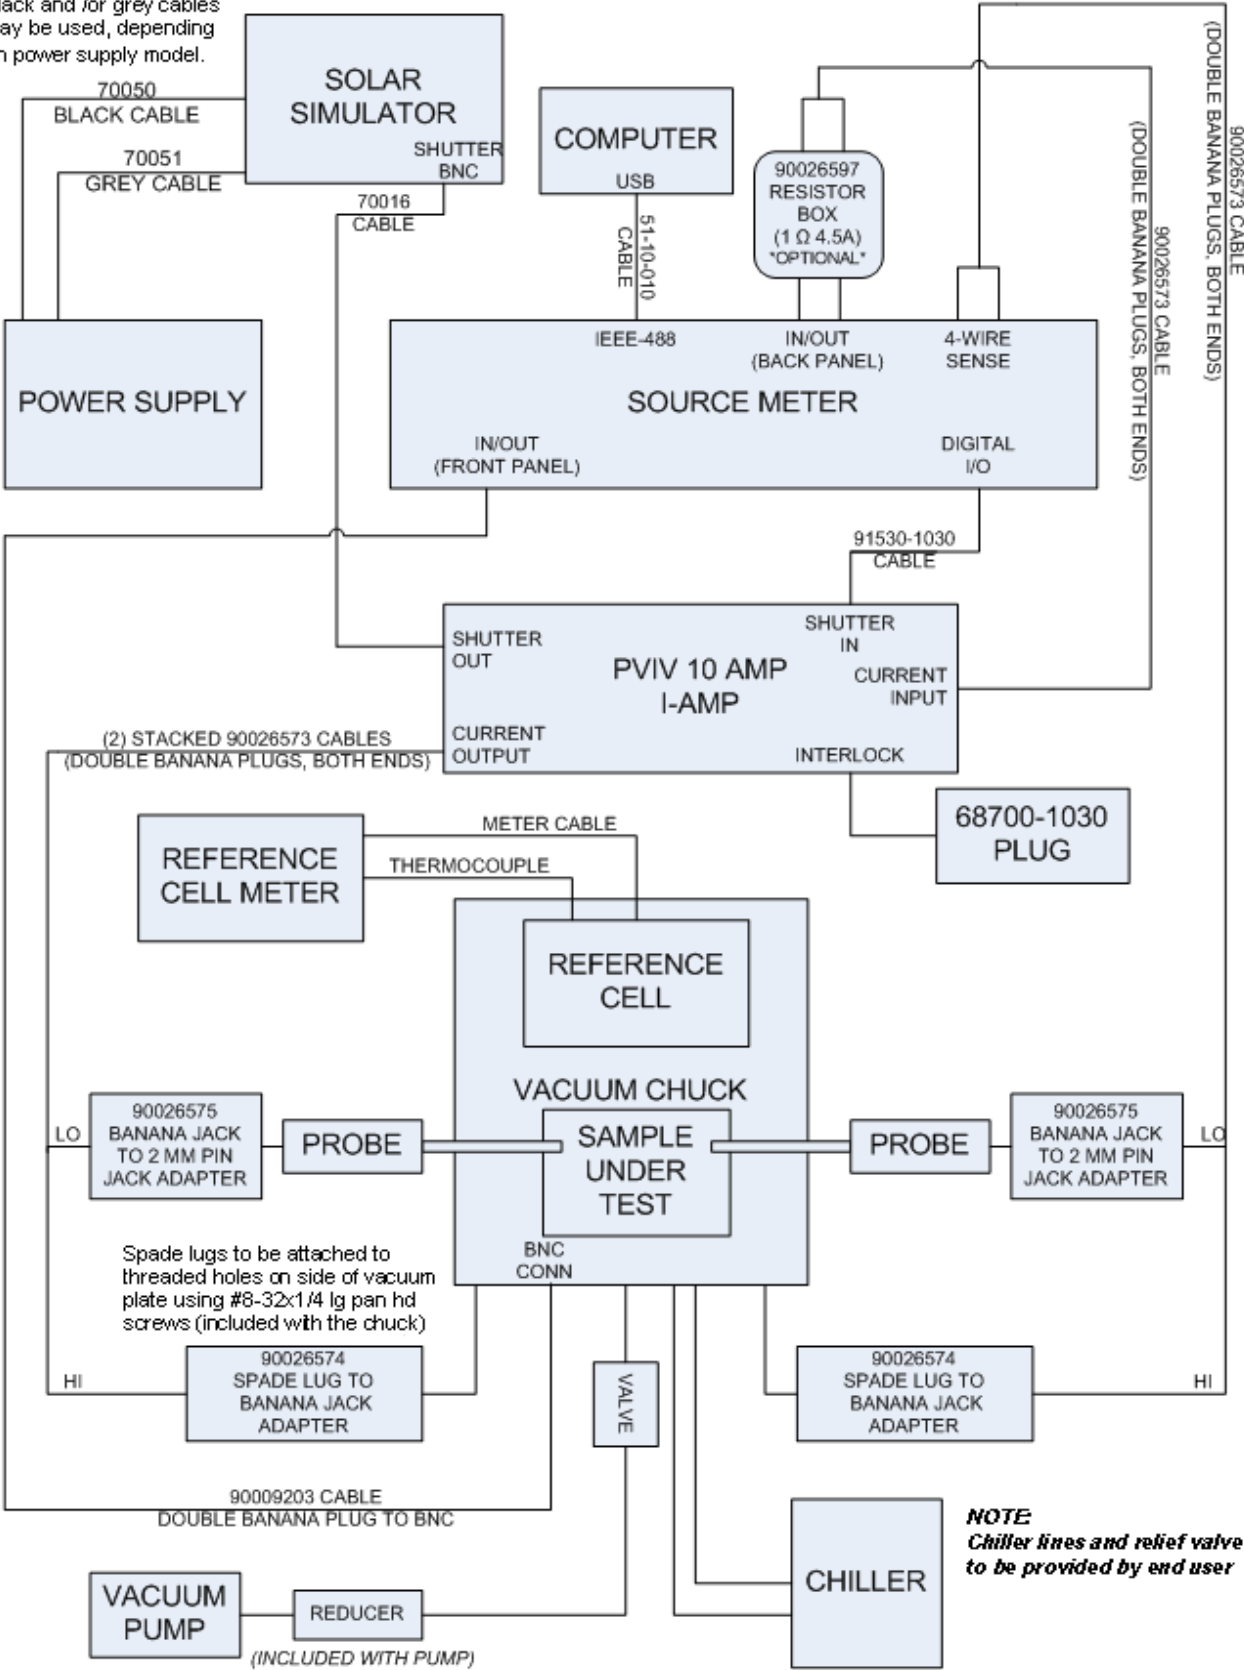 and /or grey cables
be used, depending
power supply model.
70050
BLACK CABLE
70051
GREY CABLE
SOLAR
SIMULATOR
SHUTTER
BNC
70016
CABLE
COMPUTER
USB
51-10-010
CABLE
90026597
RESISTOR
BOX
(1 Ω 4.5A)
*OPTIONAL*
90026573 CABLE
(DOUBLE BANANA PLUGS, BOTH ENDS)
90026573 CABLE
(DOUBLE BANANA PLUGS, BOTH ENDS)
POWER SUPPLY
IEEE-488
IN/OUT
(BACK PANEL)
4-WIRE
SENSE
SOURCE METER
IN/OUT
(FRONT PANEL)
DIGITAL
I/O
91530-1030
CABLE
SHUTTER
OUT
SHUTTER
IN
PVIV 10 AMP
I-AMP
CURRENT
INPUT
CURRENT
OUTPUT
INTERLOCK
(2) STACKED 90026573 CABLES
(DOUBLE BANANA PLUGS, BOTH ENDS)
68700-1030
PLUG
REFERENCE
CELL METER
METER CABLE
THERMOCOUPLE
REFERENCE
CELL
VACUUM CHUCK
LO
90026575
BANANA JACK
TO 2 MM PIN
JACK ADAPTER
PROBE
SAMPLE
UNDER
TEST
PROBE
90026575
BANANA JACK
TO 2 MM PIN
JACK ADAPTER
LO
BNC
CONN
Spade lugs to be attached to
threaded holes on side of vacuum
plate using #8-32x1/4 lg pan hd
screws (included with the chuck)
HI
90026574
SPADE LUG TO
BANANA JACK
ADAPTER
VALVE
90026574
SPADE LUG TO
BANANA JACK
ADAPTER
HI
90009203 CABLE
DOUBLE BANANA PLUG TO BNC
VACUUM
PUMP
REDUCER
(INCLUDED WITH PUMP)
CHILLER
NOTE:
Chiller lines and relief valve
to be provided by end user